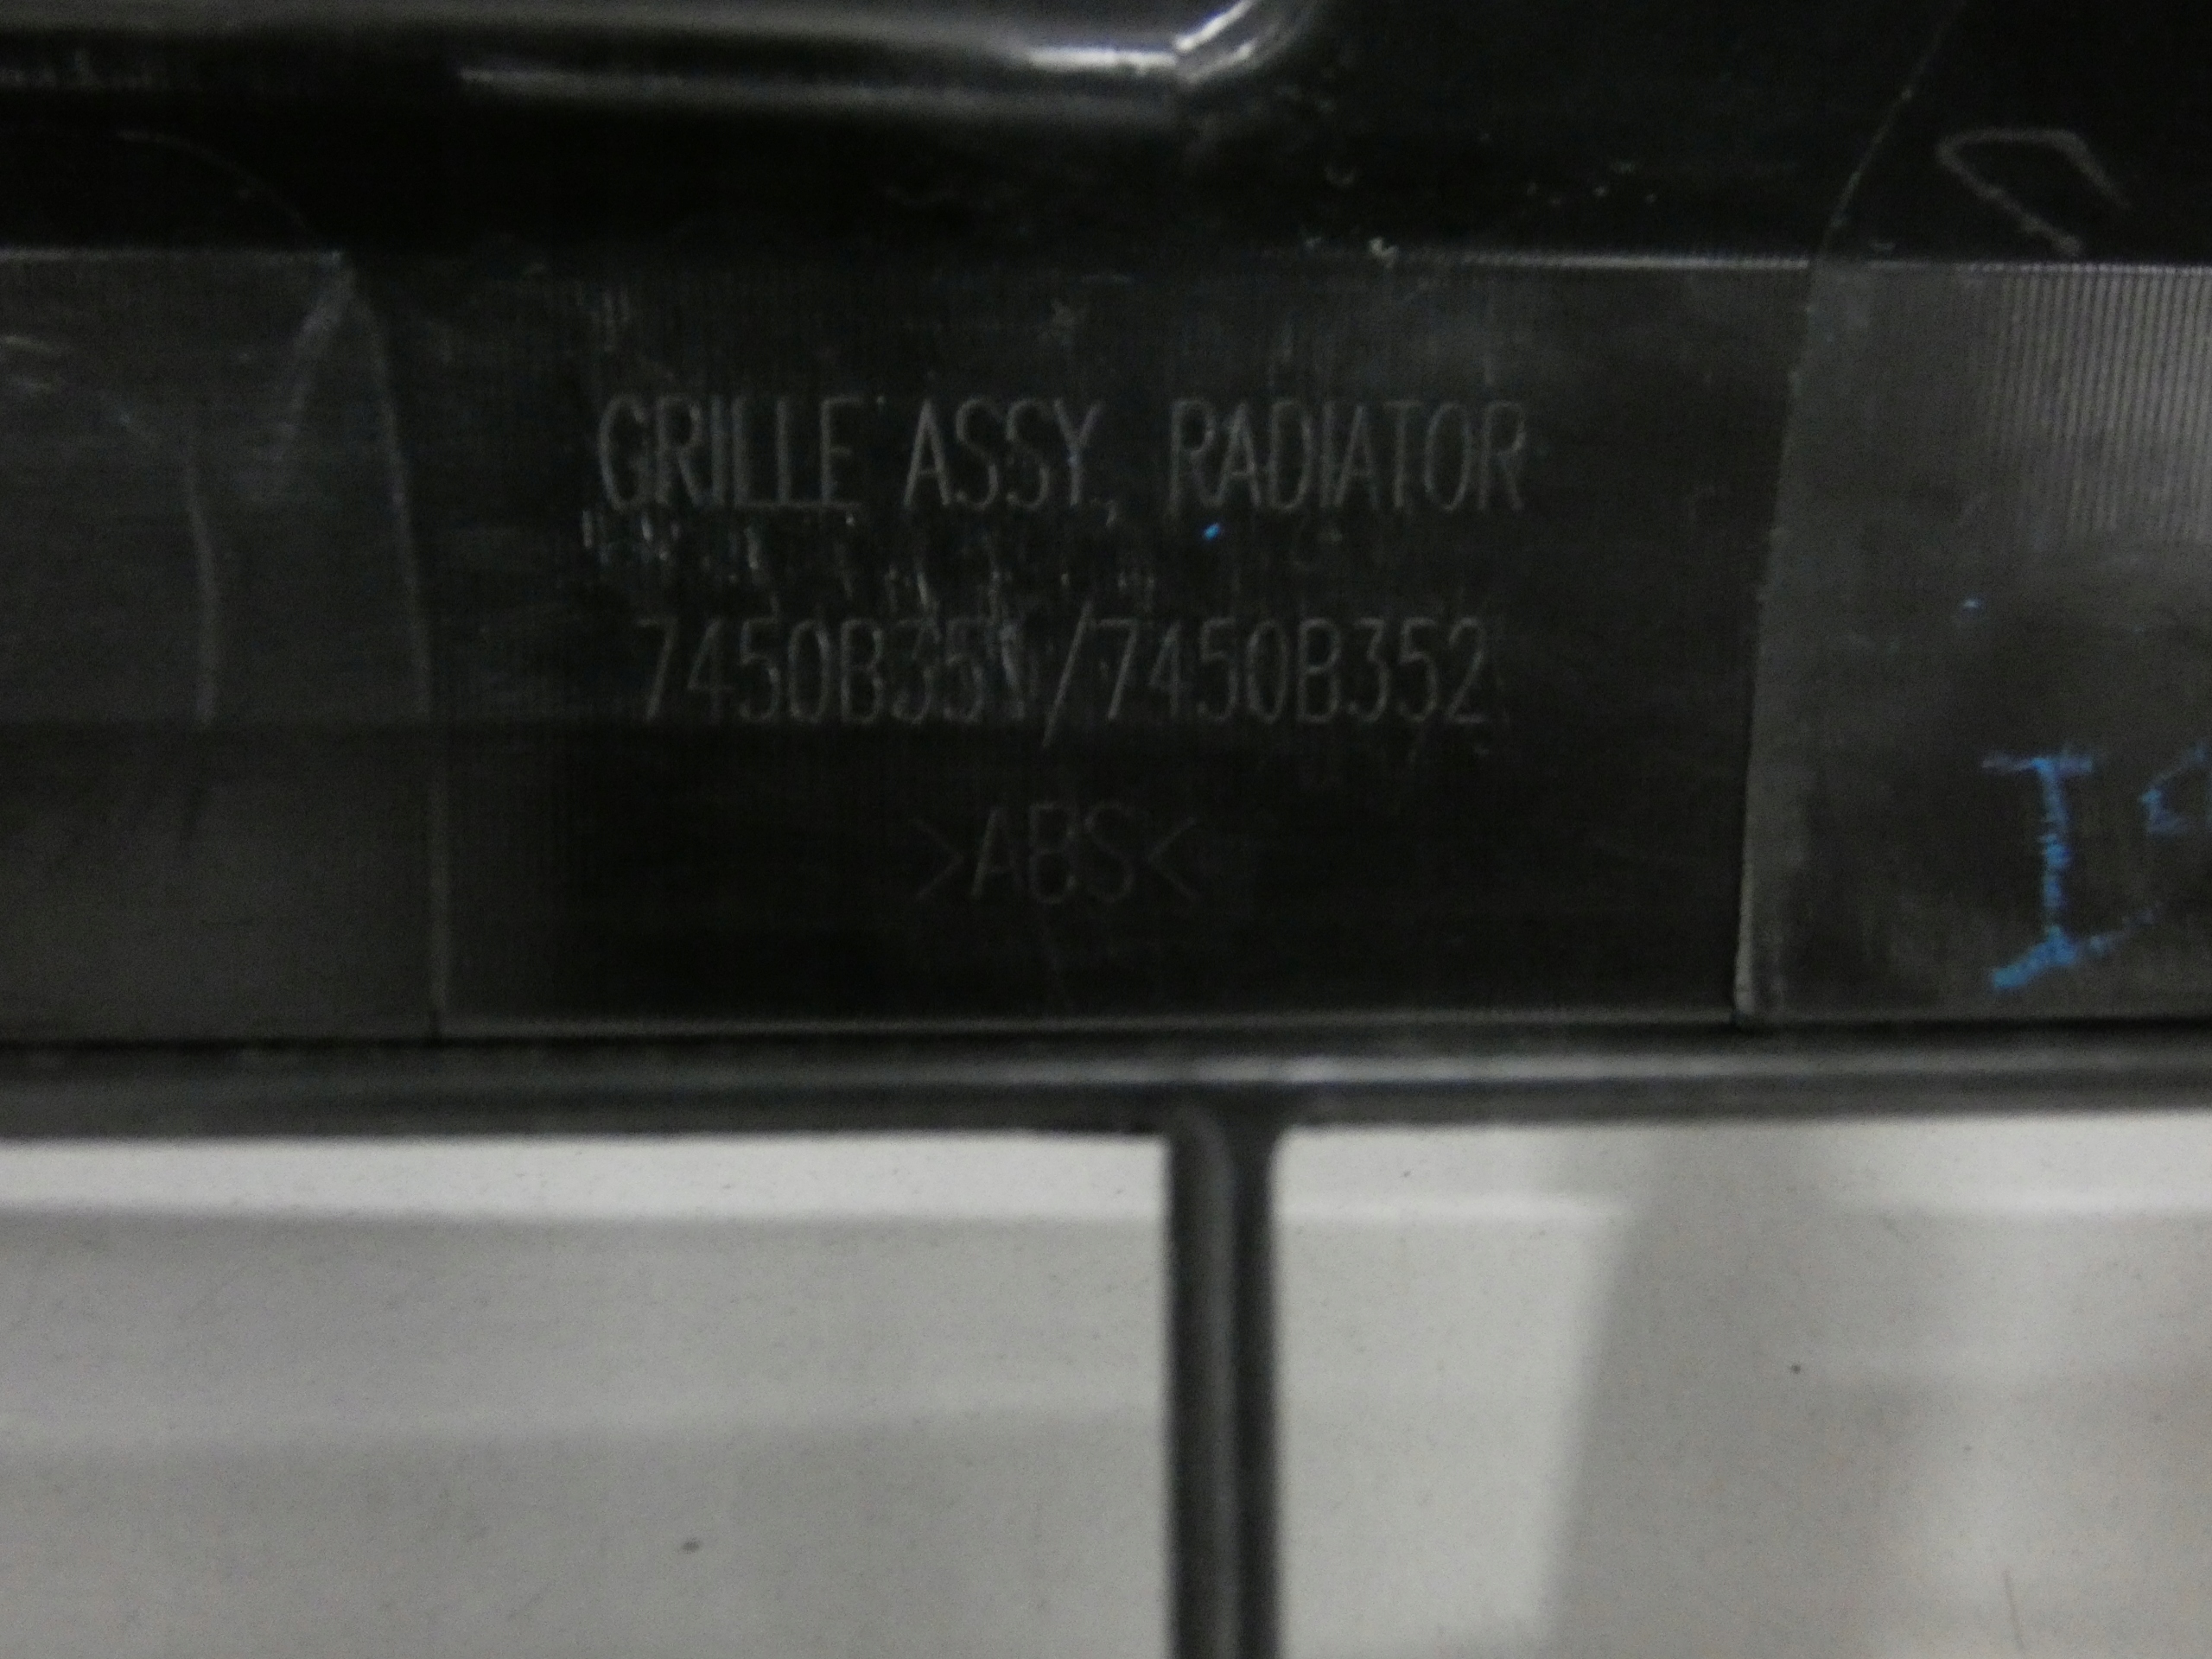 GRILLE ASSY, RADIATOR
7450B351/7450B352
>ABS<